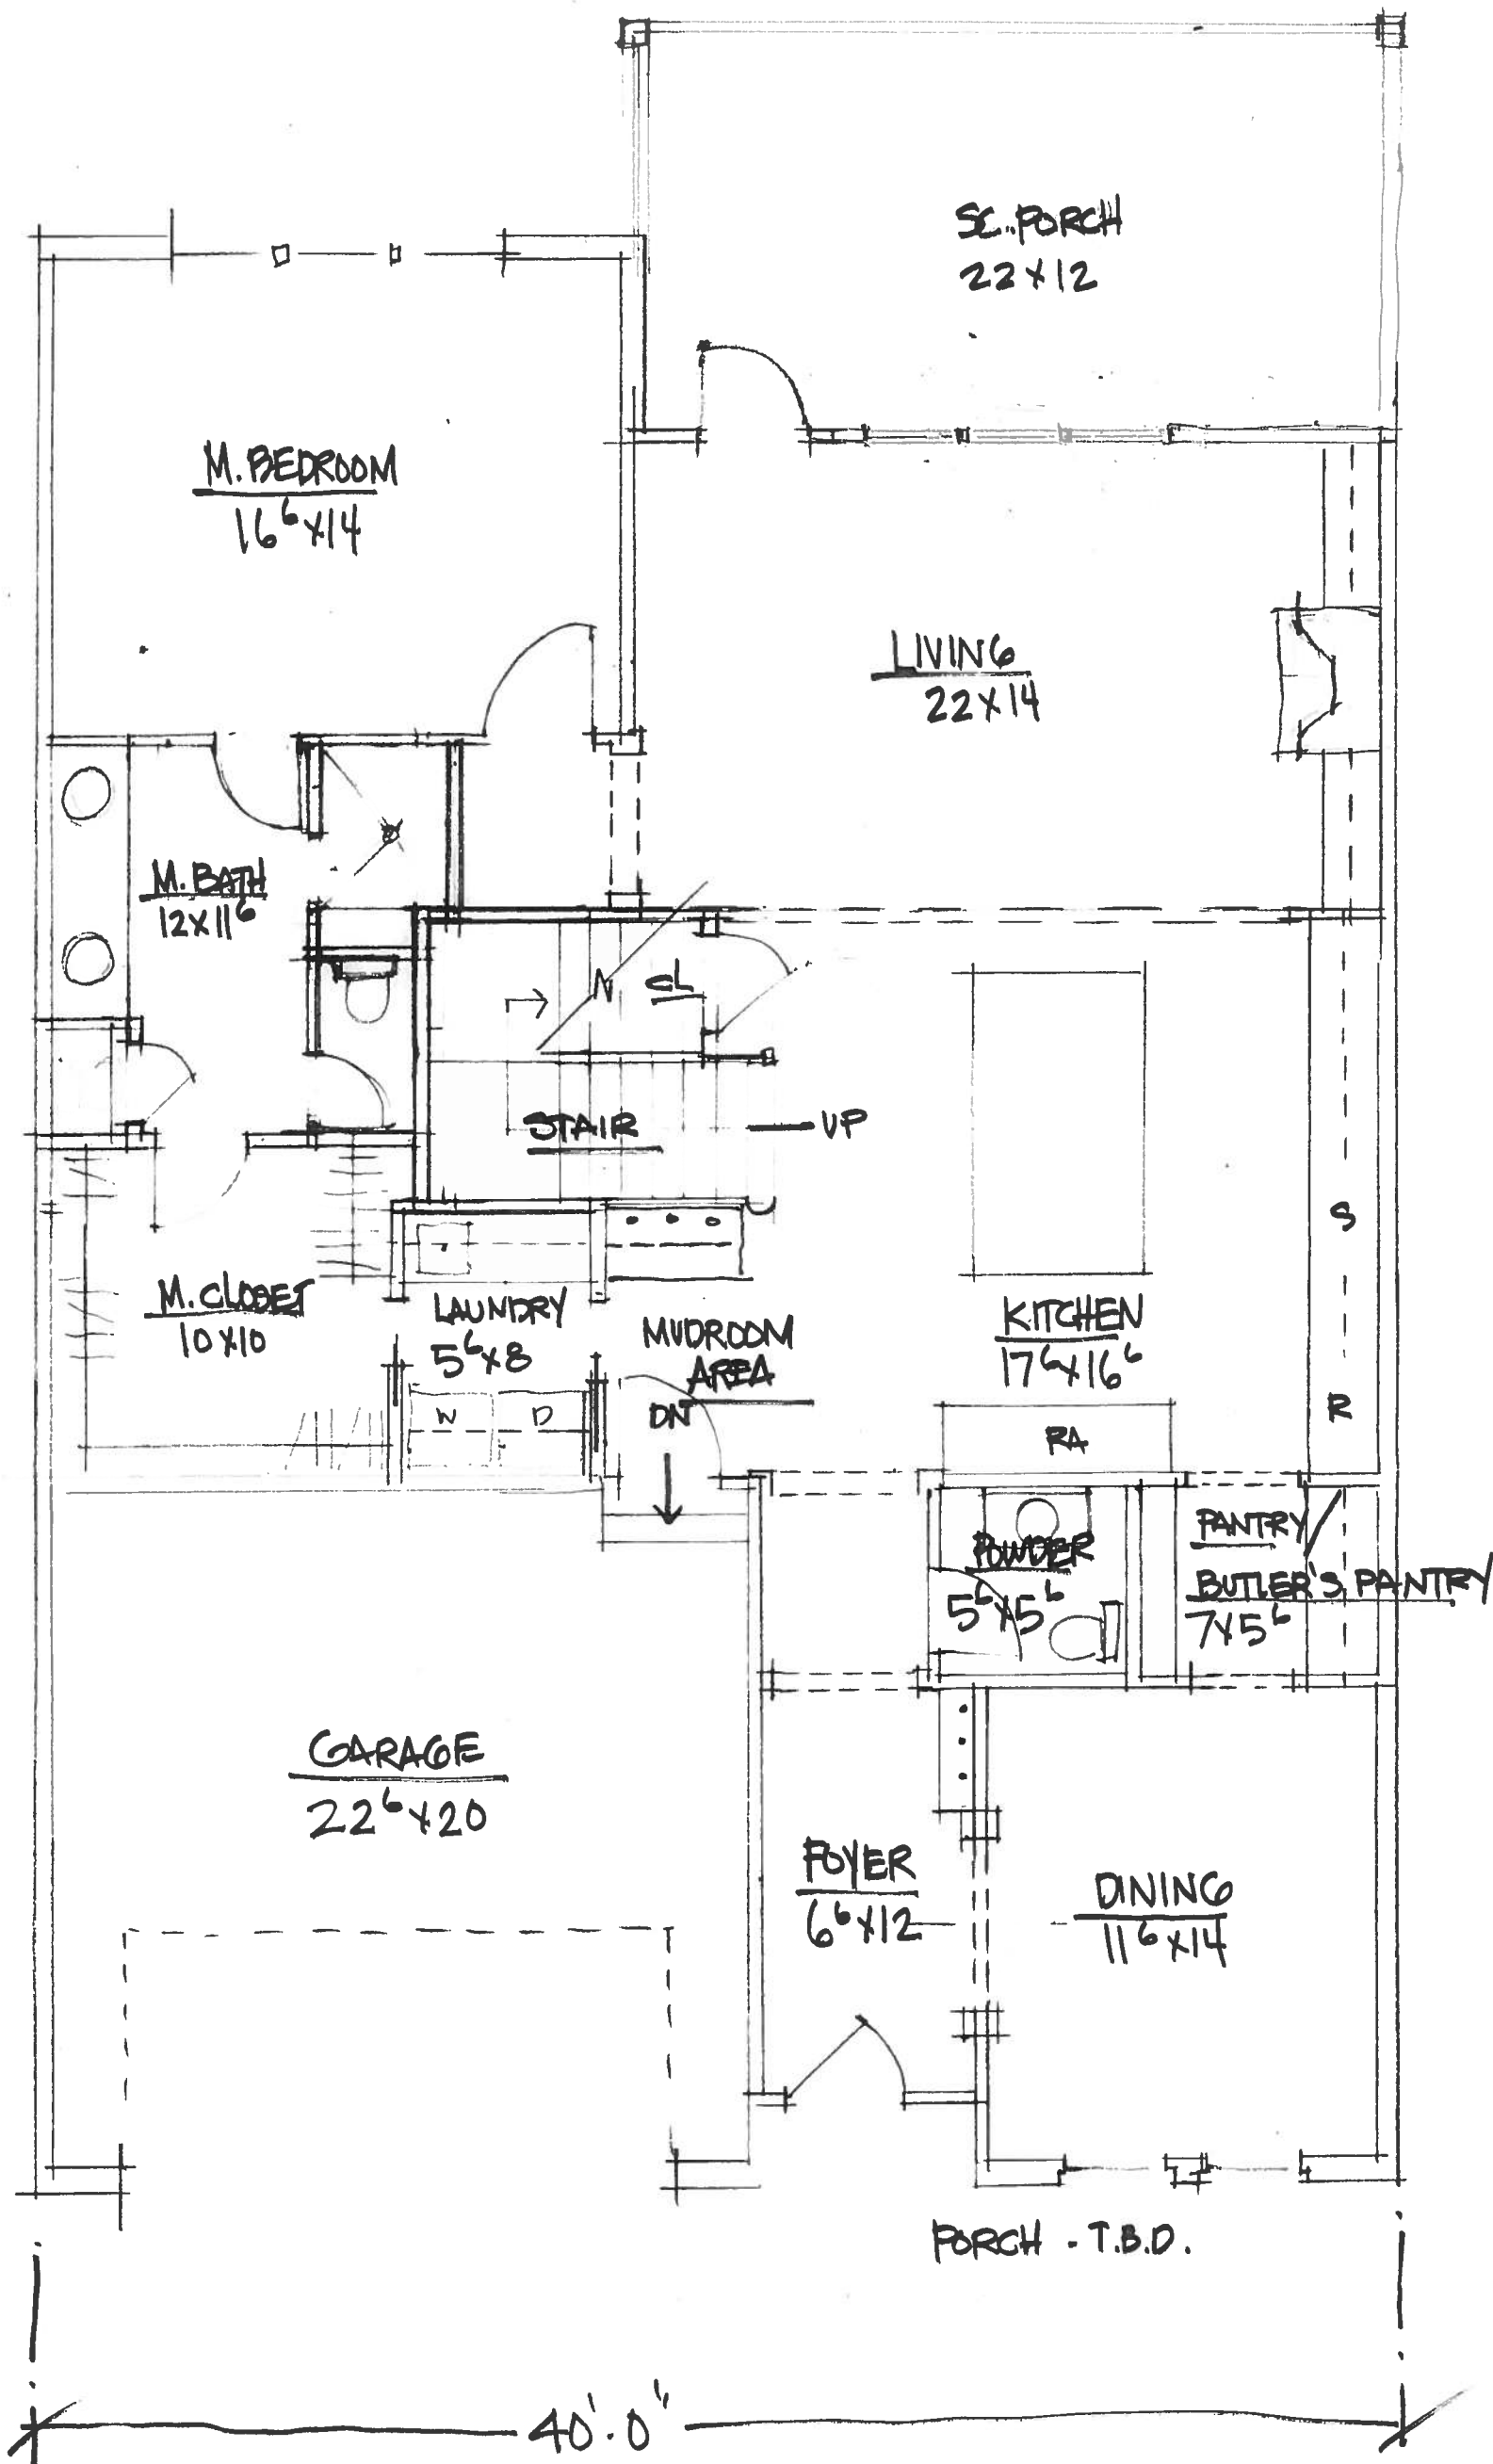 SC. PORCH
22X12
M. BEDROOM
16⁶X14
LIVING
22X14
M. BATH
12X11⁶
CL
STAIR
UP
S
M. CLOSET
10X10
LAUNDRY
5⁶X8
MUDROOM
AREA
KITCHEN
17⁶X16⁶
W
D
DN
R
PANTRY
POWDER
5⁶X5⁶
BUTLER'S PANTRY
7X5⁶
GARAGE
22⁶X20
FOYER
6⁶X12
DINING
11⁶X14
PORCH - T.B.D.
40'-0"